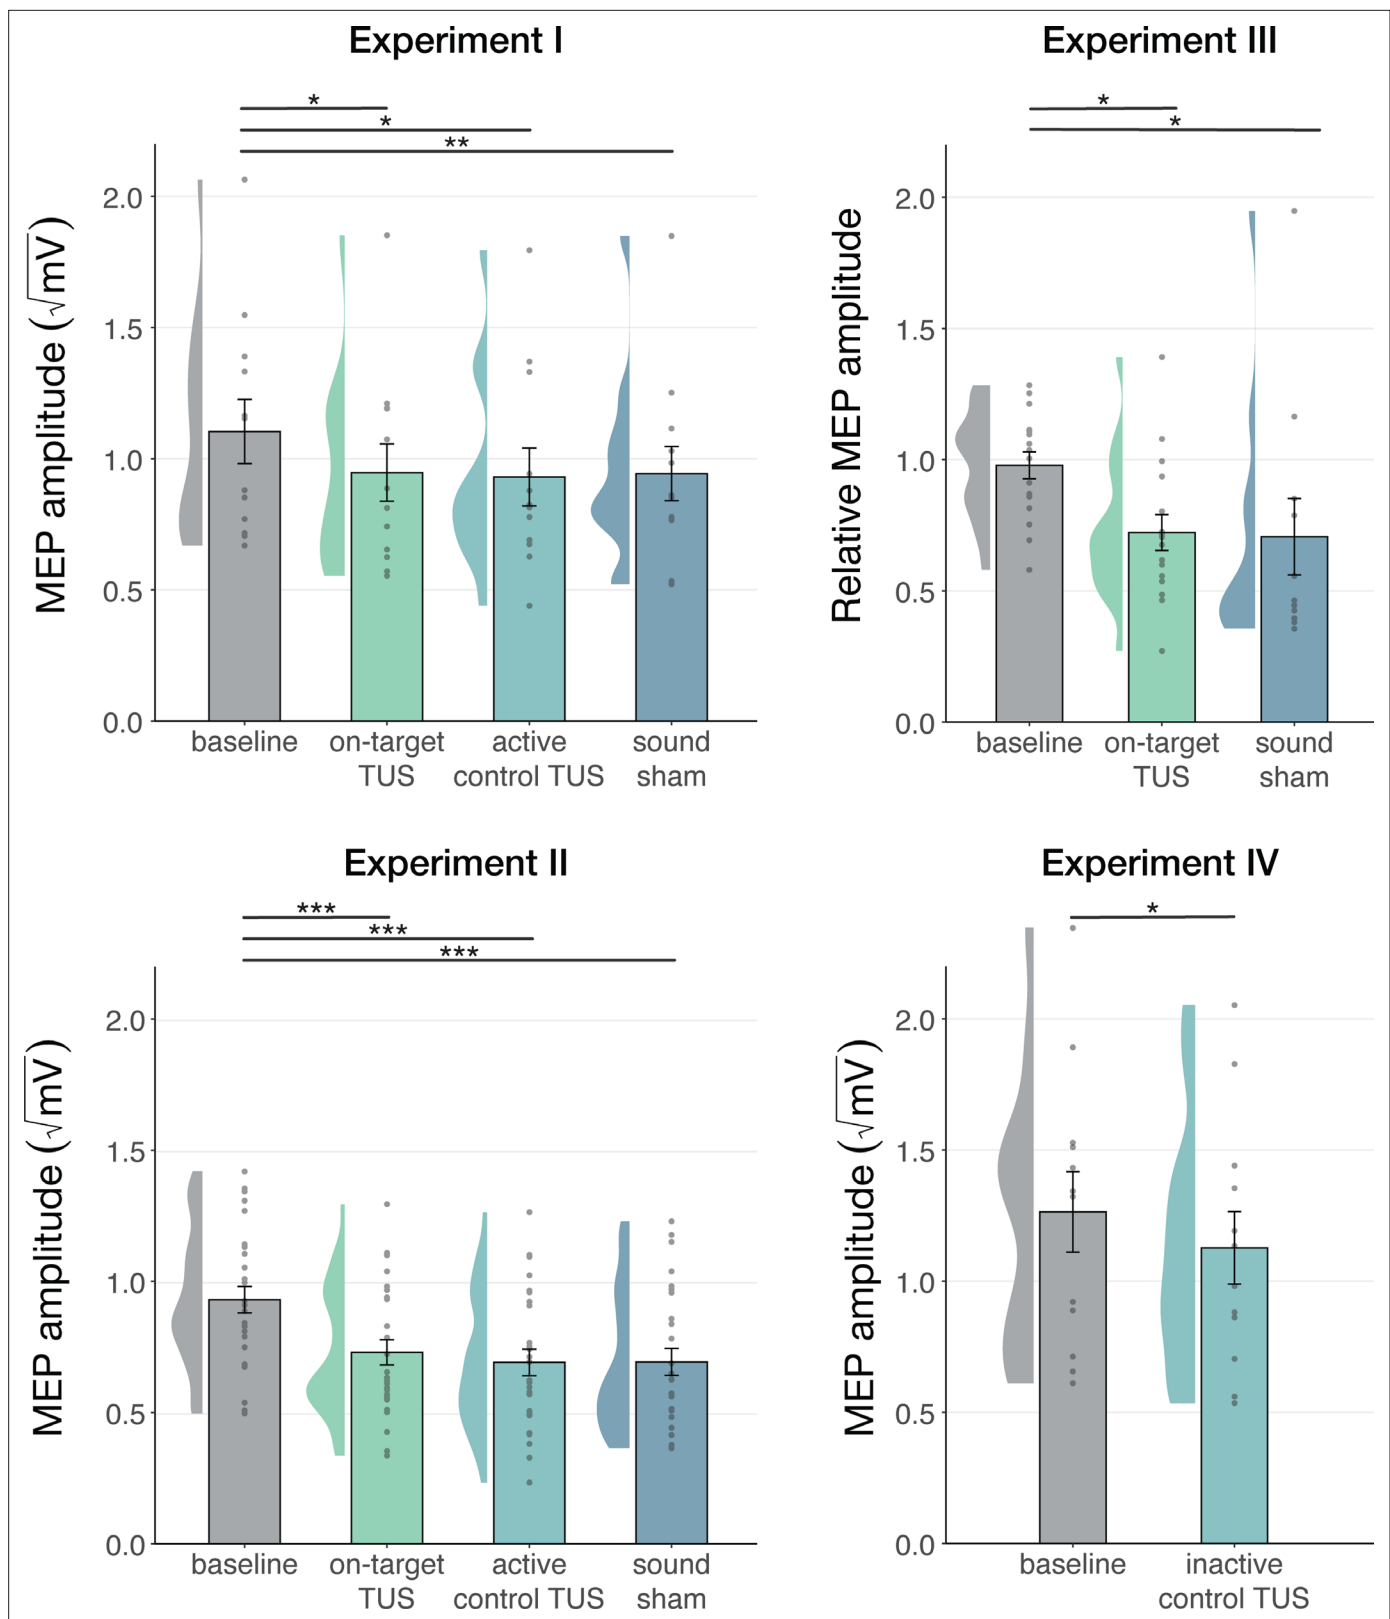 Experiment I
*
*
**
MEP amplitude (√mV)
2.0
1.5
1.0
0.5
0.0
baseline
on-target
TUS
active
control TUS
sound
sham
Experiment III
*
*
Relative MEP amplitude
2.0
1.5
1.0
0.5
0.0
baseline
on-target
TUS
sound
sham
Experiment II
***
***
***
MEP amplitude (√mV)
2.0
1.5
1.0
0.5
0.0
baseline
on-target
TUS
active
control TUS
sound
sham
Experiment IV
*
MEP amplitude (√mV)
2.0
1.5
1.0
0.5
0.0
baseline
inactive
control TUS